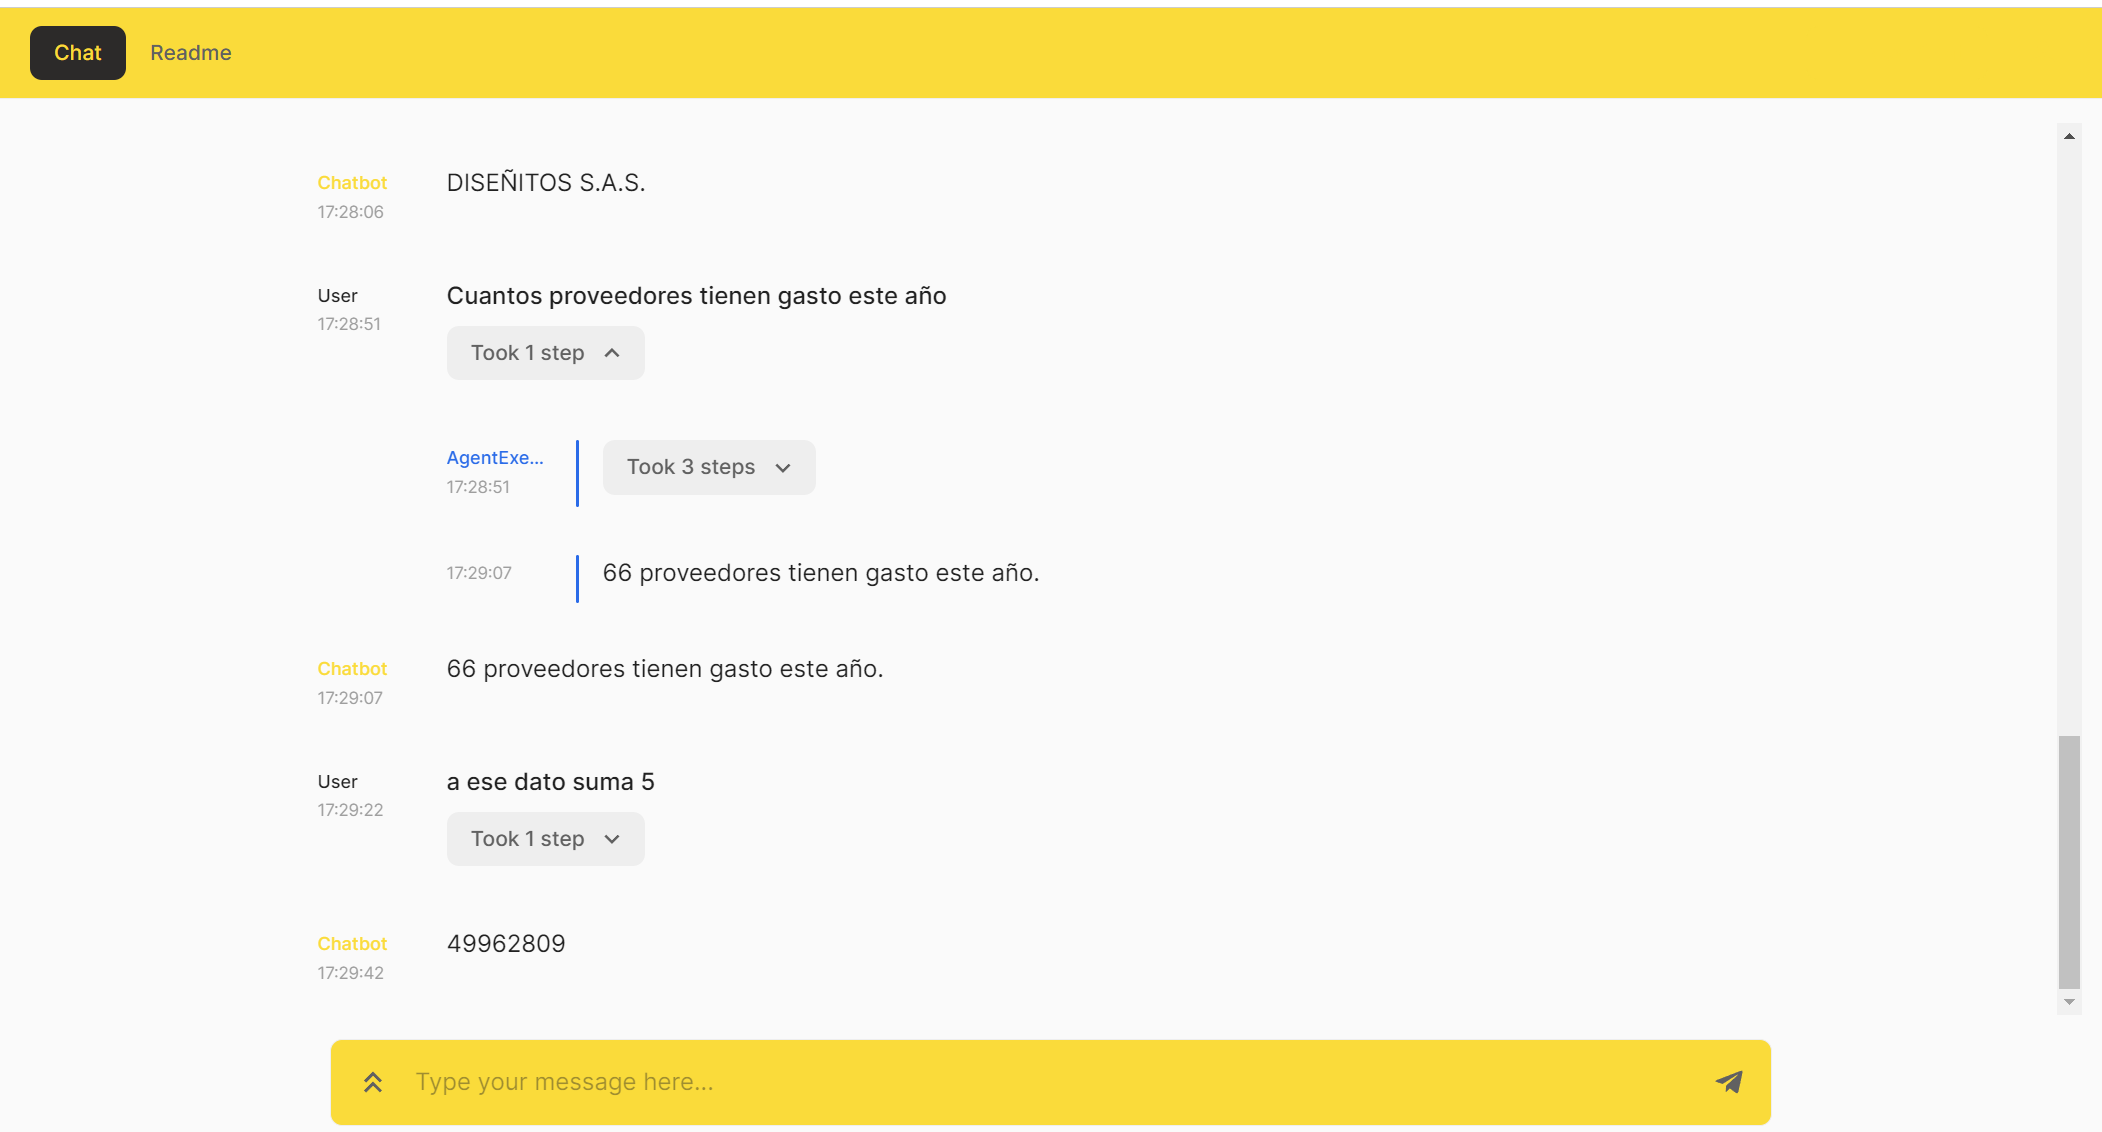 Chat Readme
Chatbot DISEÑITOS S.A.S.
17:28:06
User Cuantos proveedores tienen gasto este año
17:28:51
Took 1 step
AgentExe... Took 3 steps
17:28:51
17:29:07 66 proveedores tienen gasto este año.
Chatbot 66 proveedores tienen gasto este año.
17:29:07
User a ese dato suma 5
17:29:22
Took 1 step
Chatbot 49962809
17:29:42
Type your message here...